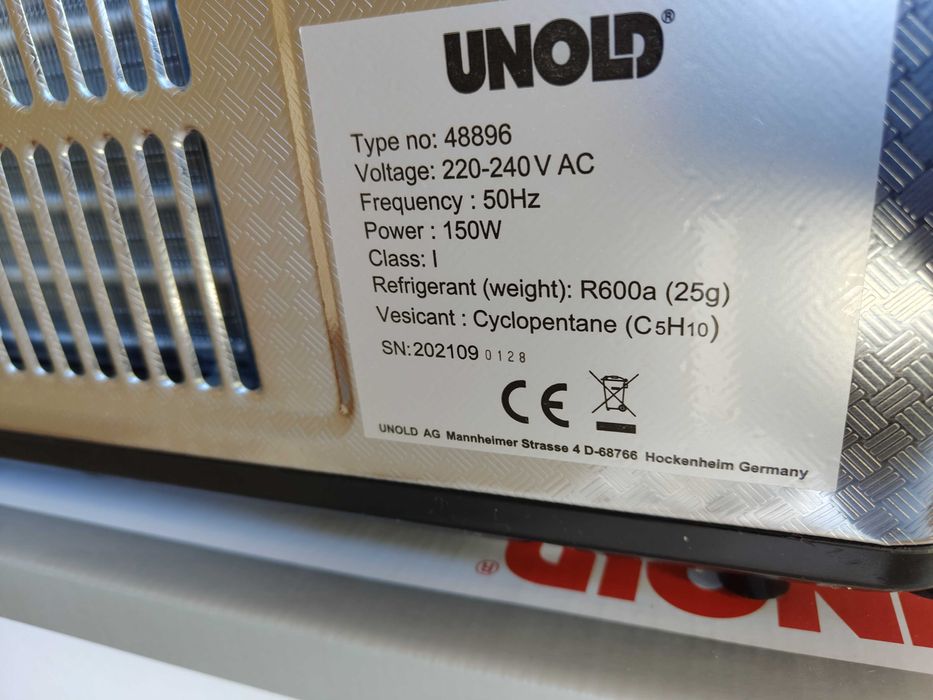 UNOLD®
Type no: 48896
Voltage: 220-240V AC
Frequency : 50Hz
Power : 150W
Class: I
Refrigerant (weight): R600a (25g)
Vesicant : Cyclopentane (C5H10)
SN: 202109 0128
CE
UNOLD AG Mannheimer Strasse 4 D-68766 Hockenheim Germany
UNOLD®